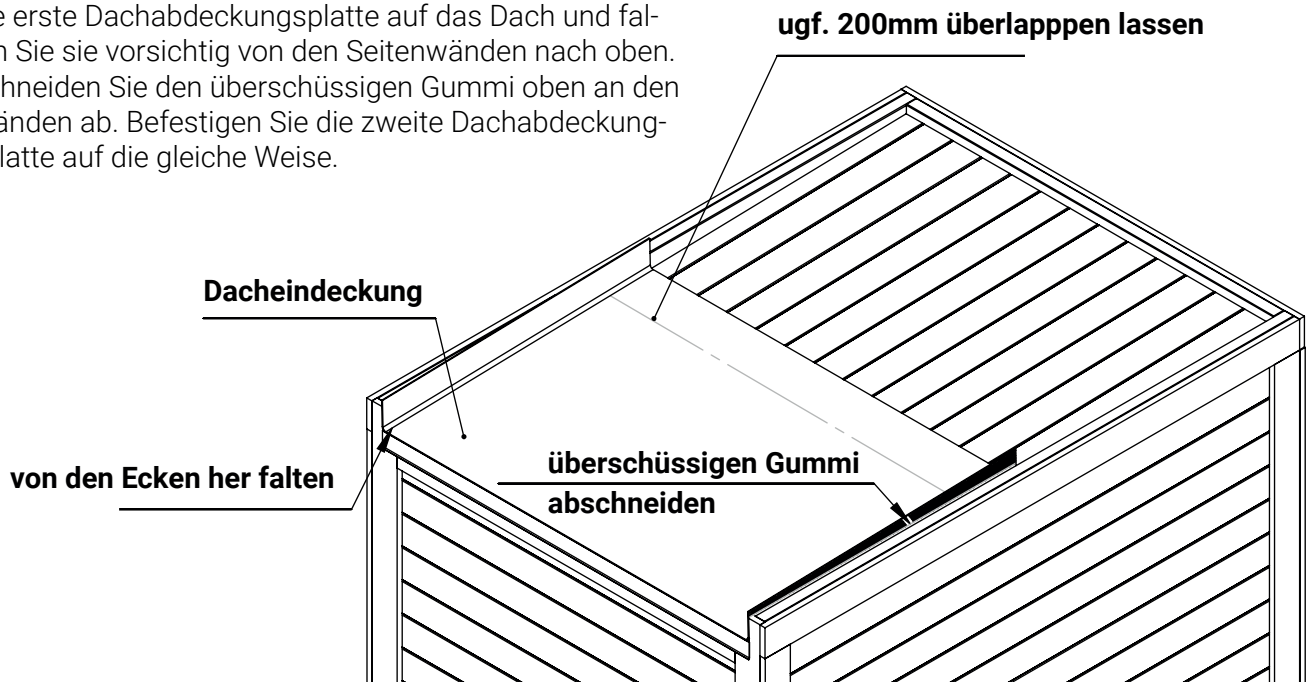 e erste Dachabdeckungsplatte auf das Dach und fal-
n Sie sie vorsichtig von den Seitenwänden nach oben.
hneiden Sie den überschüssigen Gummi oben an den
änden ab. Befestigen Sie die zweite Dachabdeckung-
latte auf die gleiche Weise.
ugf. 200mm überlapppen lassen
Dacheindeckung
von den Ecken her falten
überschüssigen Gummi
abschneiden